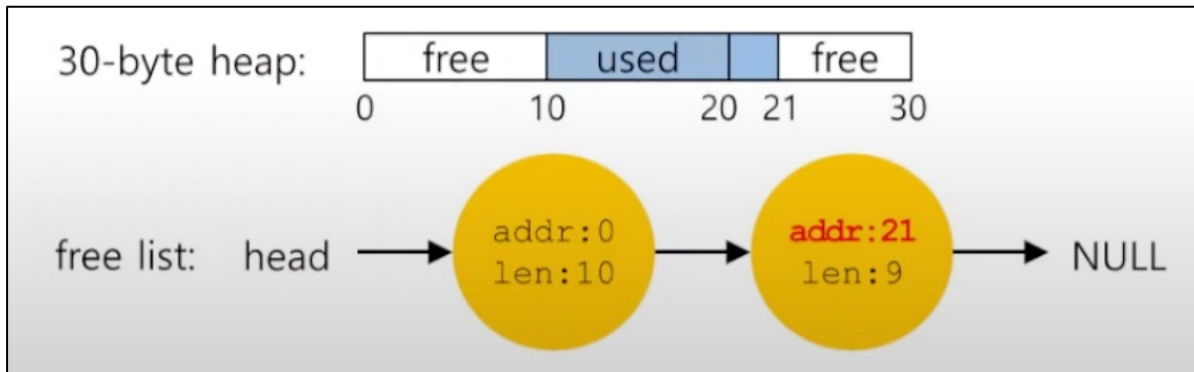 30-byte heap: free used free
0 10 20 21 30
addr:0
len:10
addr:21
len:9
free list: head NULL